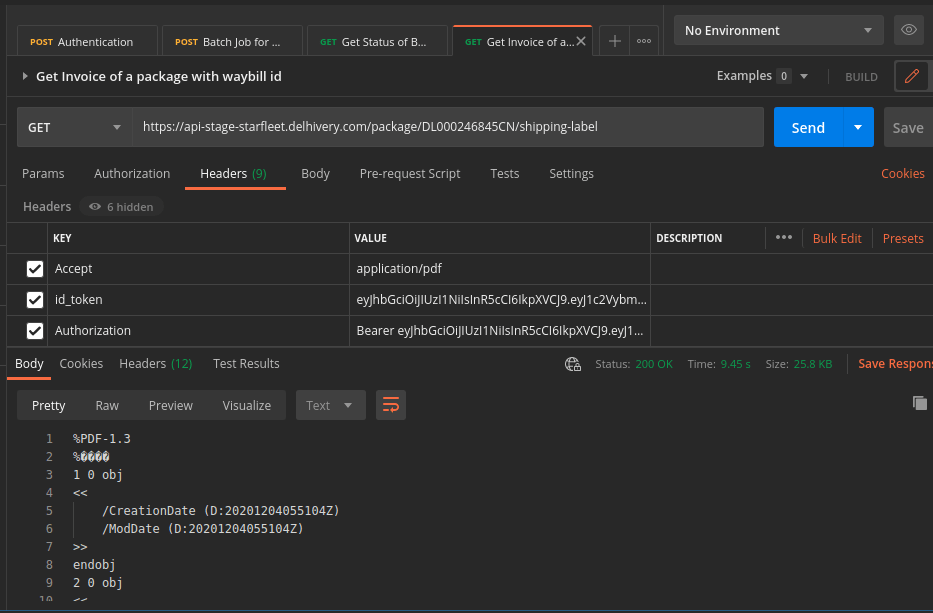 POST Authentication
POST Batch Job for ...
GET Get Status of B...
GET Get Invoice of a...
No Environment
Get Invoice of a package with waybill id
Examples 0
BUILD
GET
https://api-stage-starfleet.delhivery.com/package/DL000246845CN/shipping-label
Send
Save
Params Authorization Headers (9) Body Pre-request Script Tests Settings Cookies
Headers 6 hidden
KEY VALUE DESCRIPTION Bulk Edit Presets
Accept application/pdf
id_token eyJhbGciOiJIUzI1NiIsInR5cCI6IkpXVCJ9.eyJ1c2Vybm...
Authorization Bearer eyJhbGciOiJIUzI1NiIsInR5cCI6IkpXVCJ9.eyJ1...
Body Cookies Headers (12) Test Results Status: 200 OK Time: 9.45 s Size: 25.8 KB Save Respons
Pretty Raw Preview Visualize Text
1 %PDF-1.3
2 %����
3 1 0 obj
4 <<
5 /CreationDate (D:20201204055104Z)
6 /ModDate (D:20201204055104Z)
7 >>
8 endobj
9 2 0 obj
10 <<